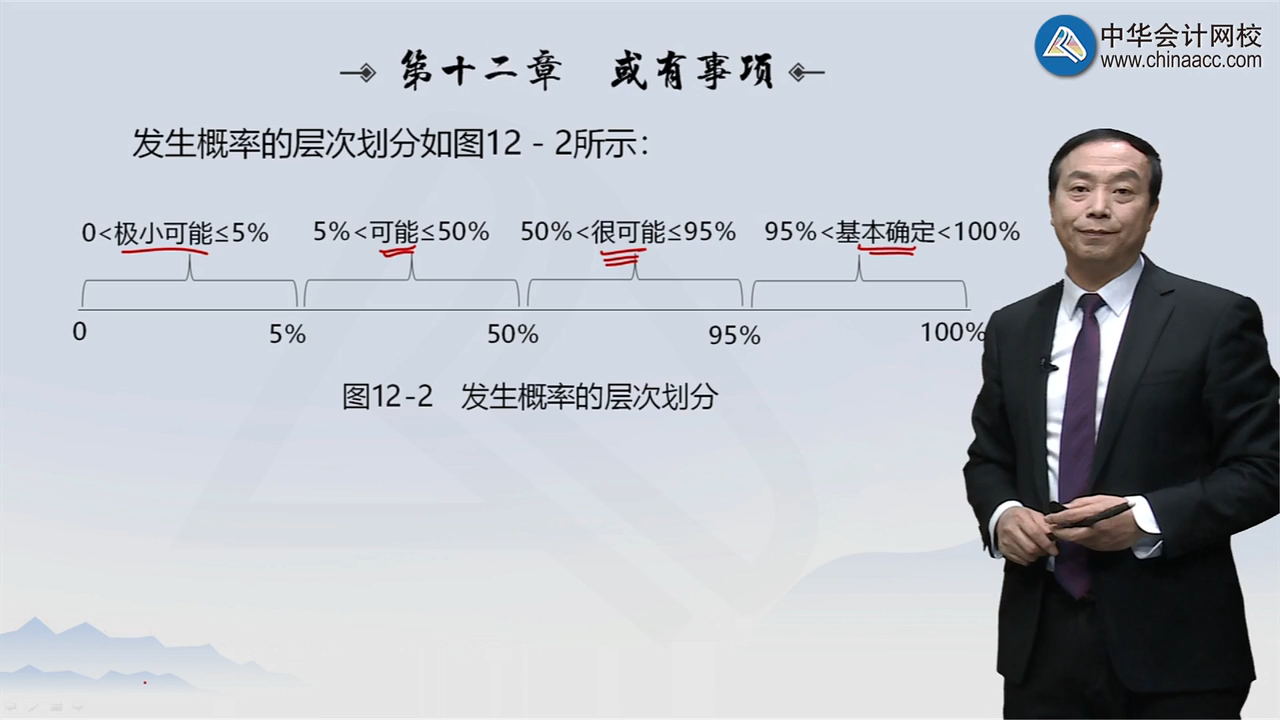 中华会计网校
www.chinaacc.com
第十二章 或有事项
发生概率的层次划分如图12－2所示：
0<极小可能≤5% 5%<可能≤50% 50%<很可能≤95% 95%<基本确定<100%
0 5% 50% 95% 100%
图12-2 发生概率的层次划分